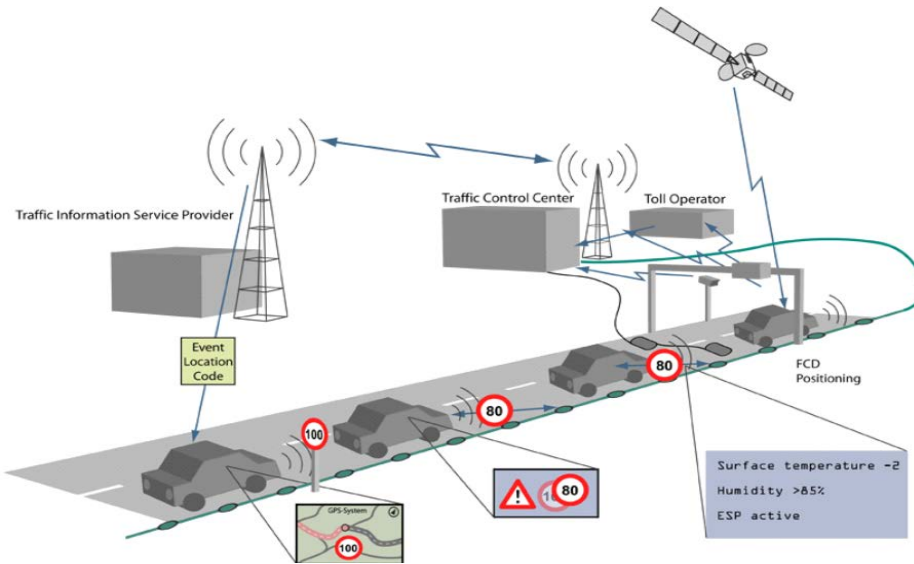 Traffic Information Service Provider
Traffic Control Center
Toll Operator
Event
Location
Code
FCD
Positioning
80
80
100
80
GPS-System
100
Surface temperature -2
Humidity >85%
ESP active